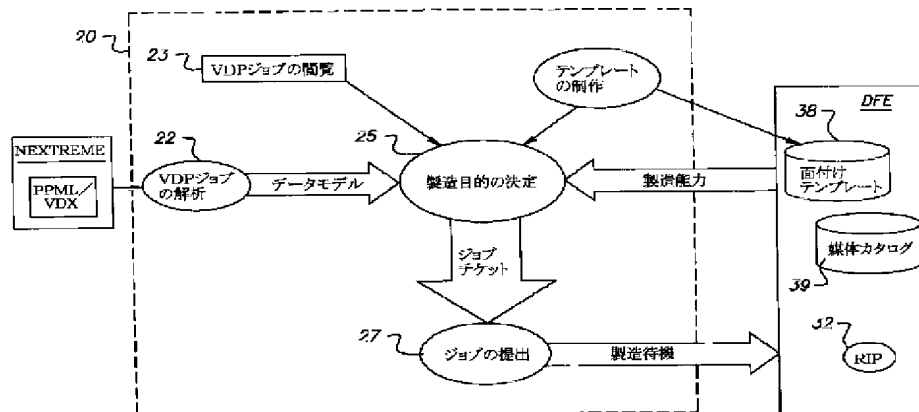 20
23
VDPジョブの閲覧
テンプレート
の制作
DFE
38
25
22
NEXTREME
PPML/
VDX
VDPジョブ
の解析
データモデル
製造目的の決定
製造能力
面付け
テンプレート
媒体カタログ
39
ジョブ
チケット
27
ジョブの提出
製造待機
52
RIP